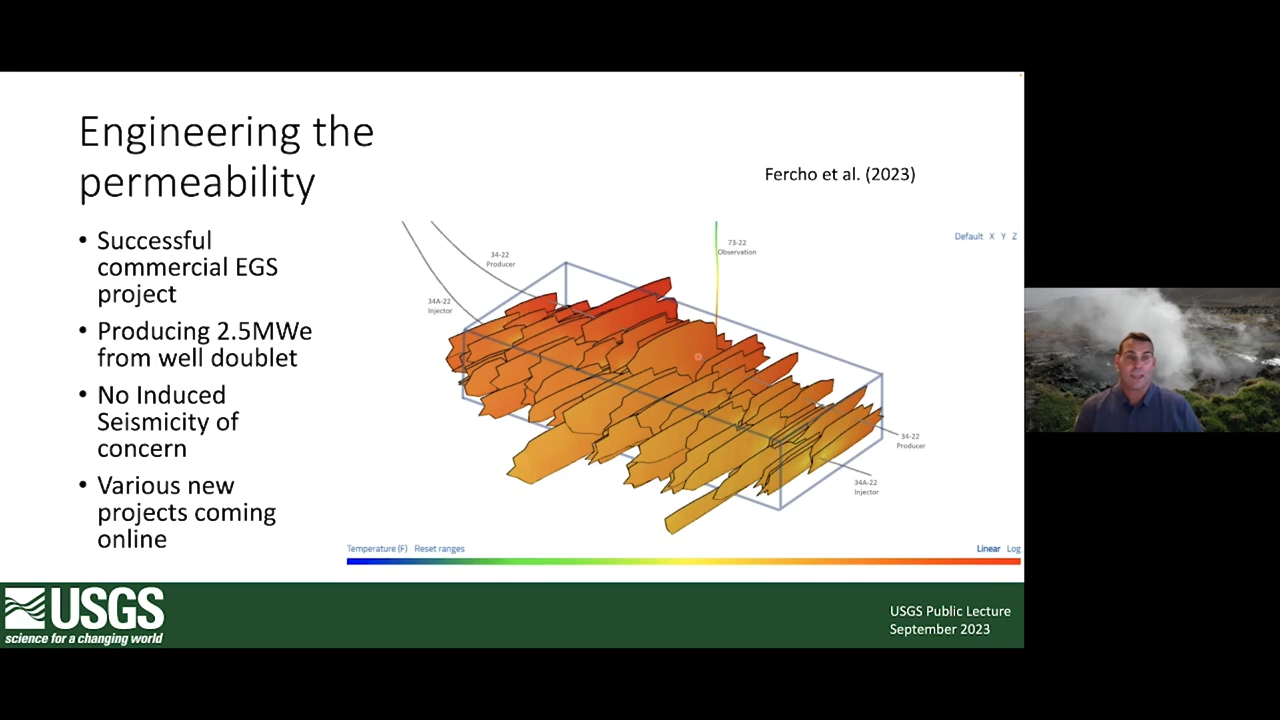 Engineering the
permeability
Fercho et al. (2023)
• Successful
commercial EGS
project
• Producing 2.5MWe
from well doublet
• No Induced
Seismicity of
concern
• Various new
projects coming
online
34-22
Producer
73-22
Observation
Default X Y Z
34A-22
Injector
34-22
Producer
34A-22
Injector
Temperature (F) Reset ranges
Linear Log
USGS
science for a changing world
USGS Public Lecture
September 2023